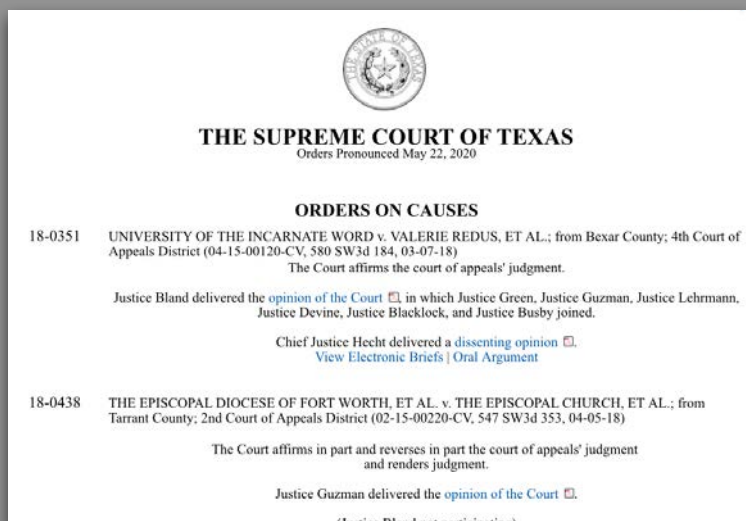 THE STATE OF TEXAS
THE SUPREME COURT OF TEXAS
Orders Pronounced May 22, 2020
ORDERS ON CAUSES
18-0351 UNIVERSITY OF THE INCARNATE WORD v. VALERIE REDUS, ET AL.; from Bexar County; 4th Court of
Appeals District (04-15-00120-CV, 580 SW3d 184, 03-07-18)
The Court affirms the court of appeals' judgment.
Justice Bland delivered the opinion of the Court, in which Justice Green, Justice Guzman, Justice Lehrmann,
Justice Devine, Justice Blacklock, and Justice Busby joined.
Chief Justice Hecht delivered a dissenting opinion.
View Electronic Briefs | Oral Argument
18-0438 THE EPISCOPAL DIOCESE OF FORT WORTH, ET AL. v. THE EPISCOPAL CHURCH, ET AL.; from
Tarrant County; 2nd Court of Appeals District (02-15-00220-CV, 547 SW3d 353, 04-05-18)
The Court affirms in part and reverses in part the court of appeals' judgment
and renders judgment.
Justice Guzman delivered the opinion of the Court.
(Justice Bland not participating)